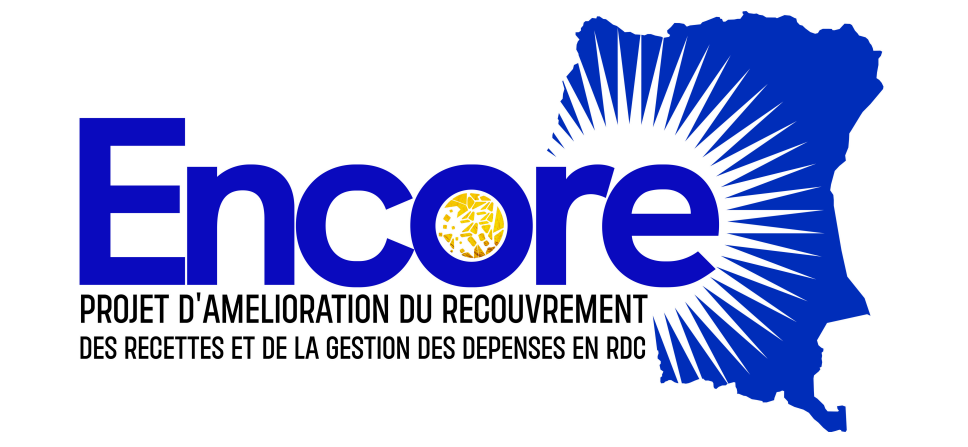 Encore
PROJET D'AMELIORATION DU RECOUVREMENT
DES RECETTES ET DE LA GESTION DES DEPENSES EN RDC